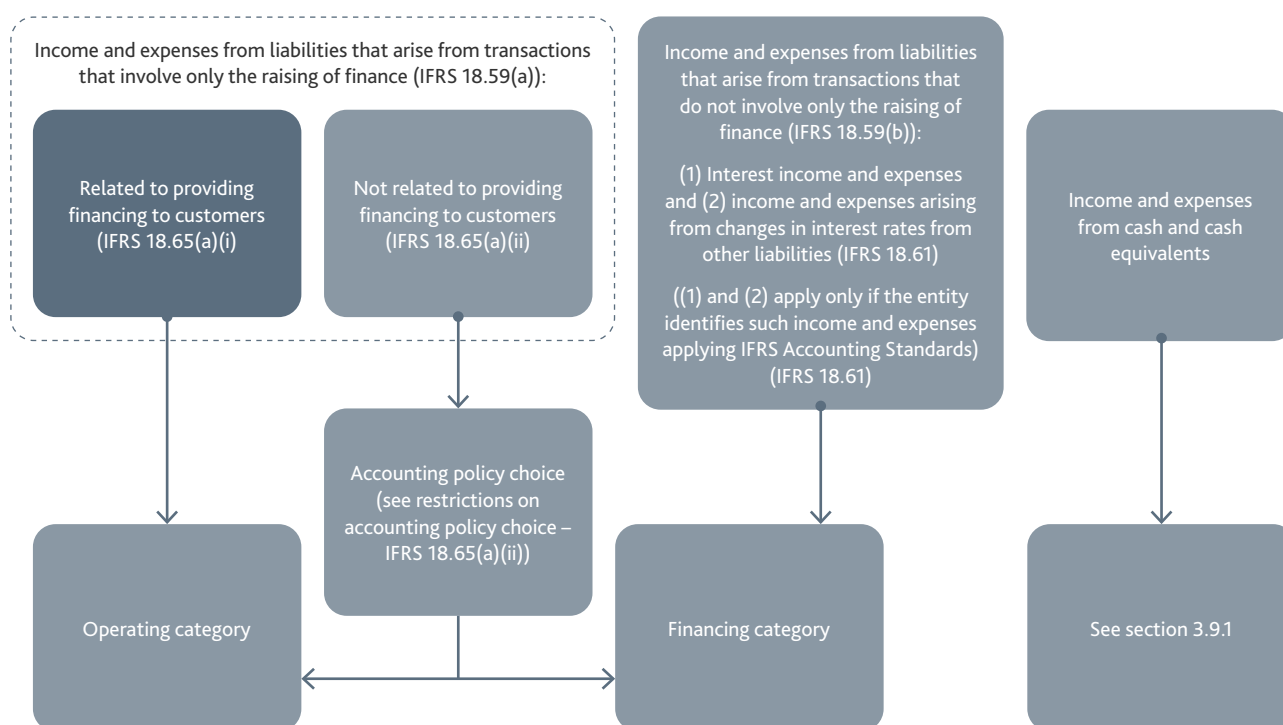 Income and expenses from liabilities that arise from transactions
that involve only the raising of finance (IFRS 18.59(a)):
Related to providing
financing to customers
(IFRS 18.65(a)(i)
Not related to providing
financing to customers
(IFRS 18.65(a)(ii)
Income and expenses from liabilities
that arise from transactions that
do not involve only the raising of
finance (IFRS 18.59(b)):
(1) Interest income and expenses
and (2) income and expenses arising
from changes in interest rates from
other liabilities (IFRS 18.61)
((1) and (2) apply only if the entity
identifies such income and expenses
applying IFRS Accounting Standards)
(IFRS 18.61)
Income and expenses
from cash and cash
equivalents
Accounting policy choice
(see restrictions on
accounting policy choice –
IFRS 18.65(a)(ii))
Operating category
Financing category
See section 3.9.1